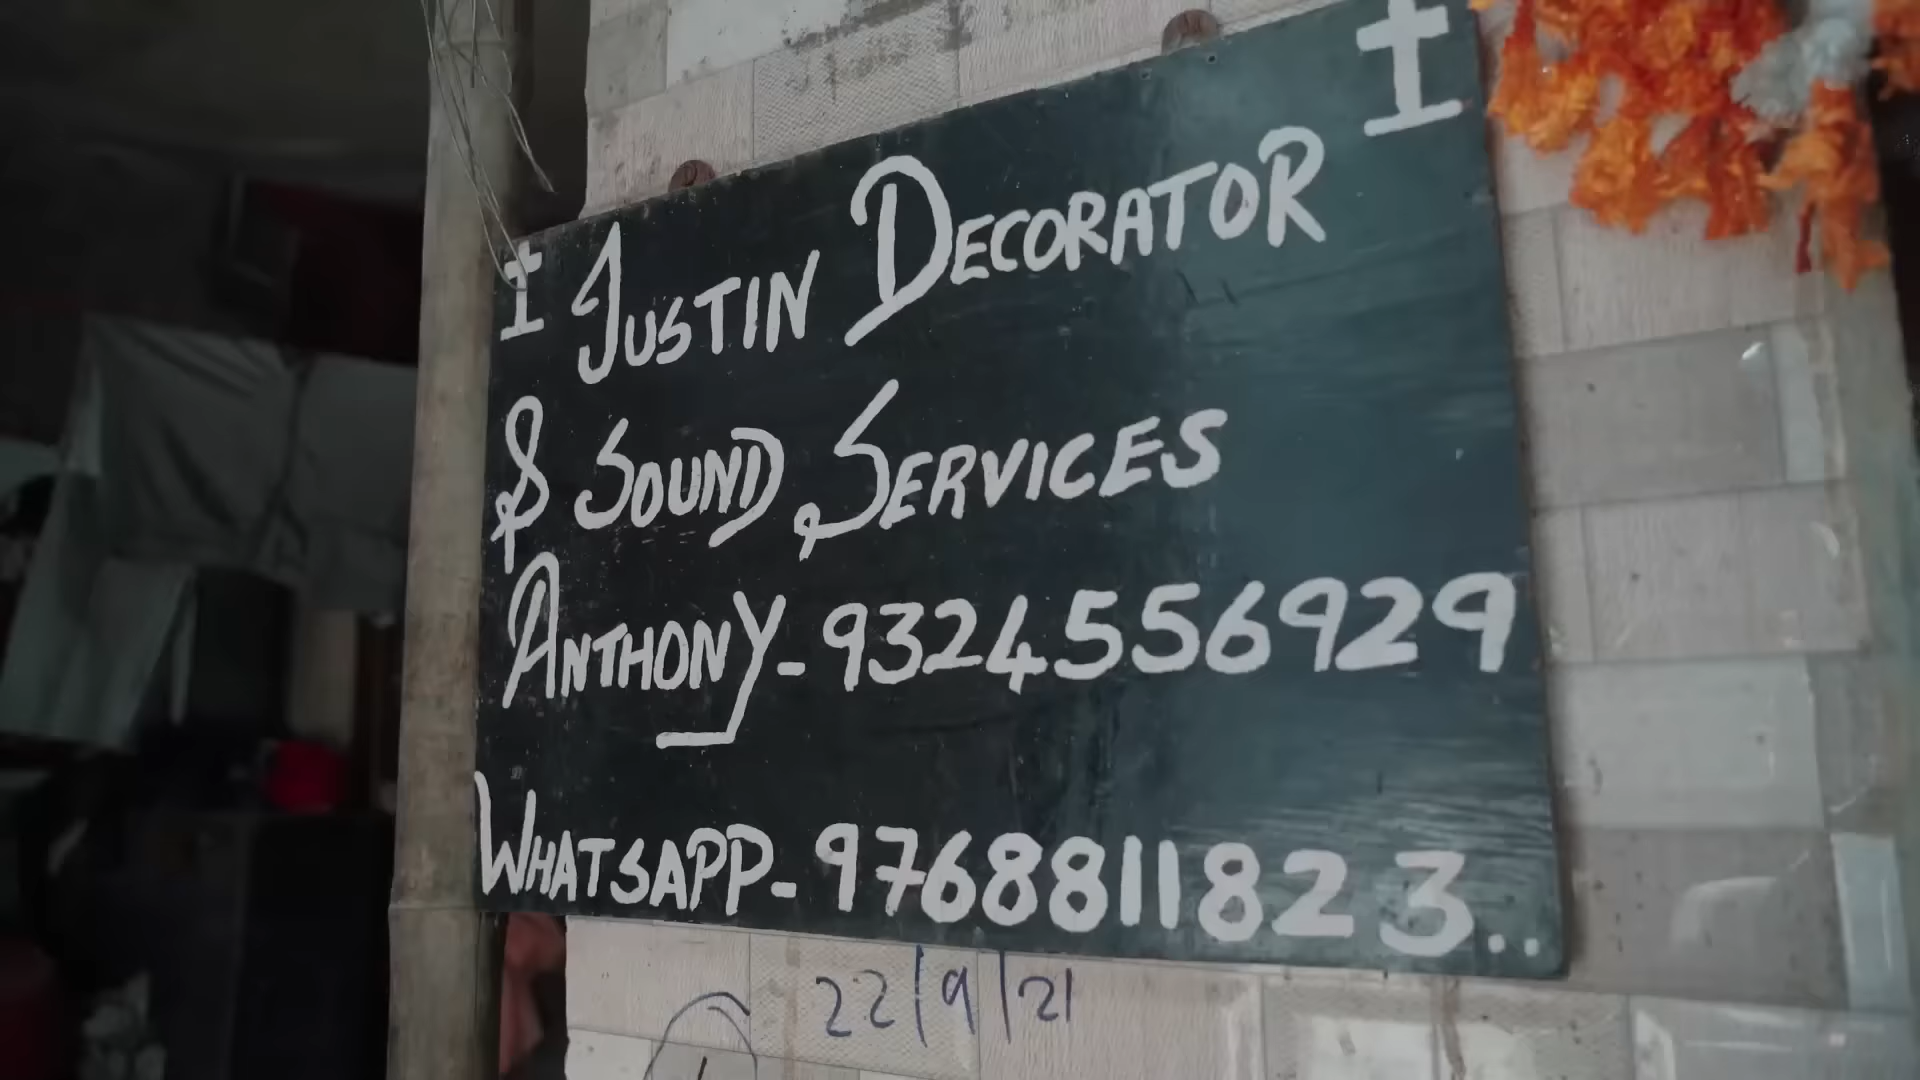 JUSTIN DECORATOR
& SOUND SERVICES
ANTHONY - 9324556929
WHATSAPP - 9768811823..
22/9/21